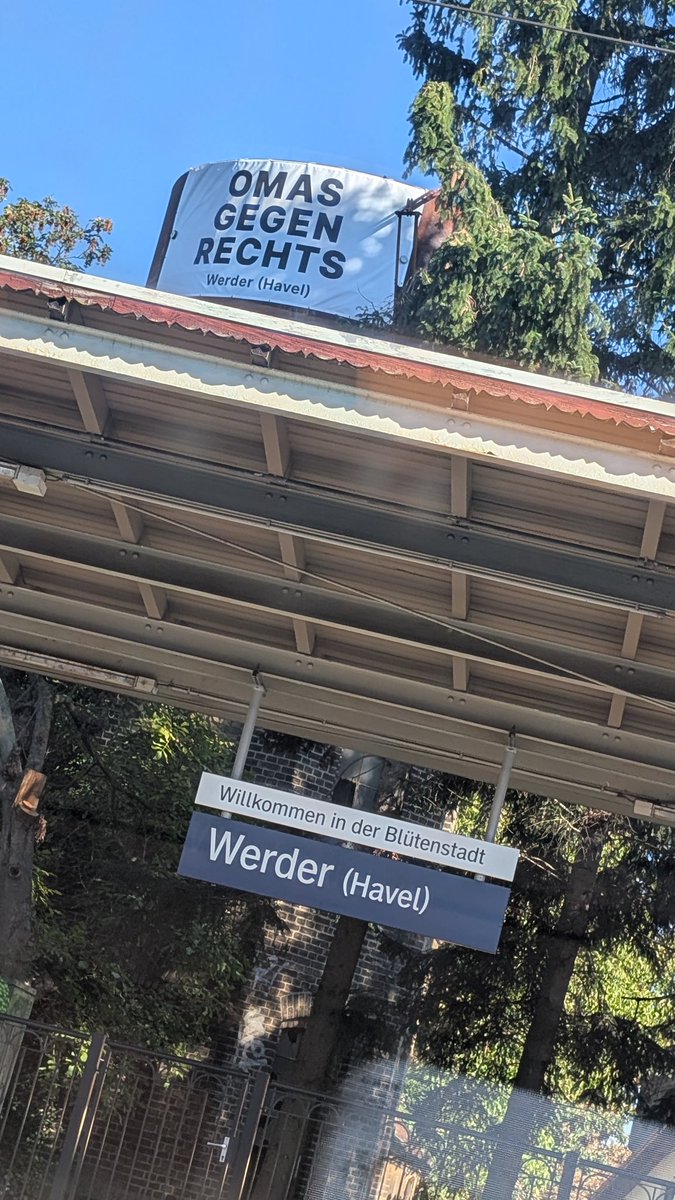 OMAS
GEGEN
RECHTS
Werder (Havel)
Willkommen in der Blütenstadt
Werder (Havel)